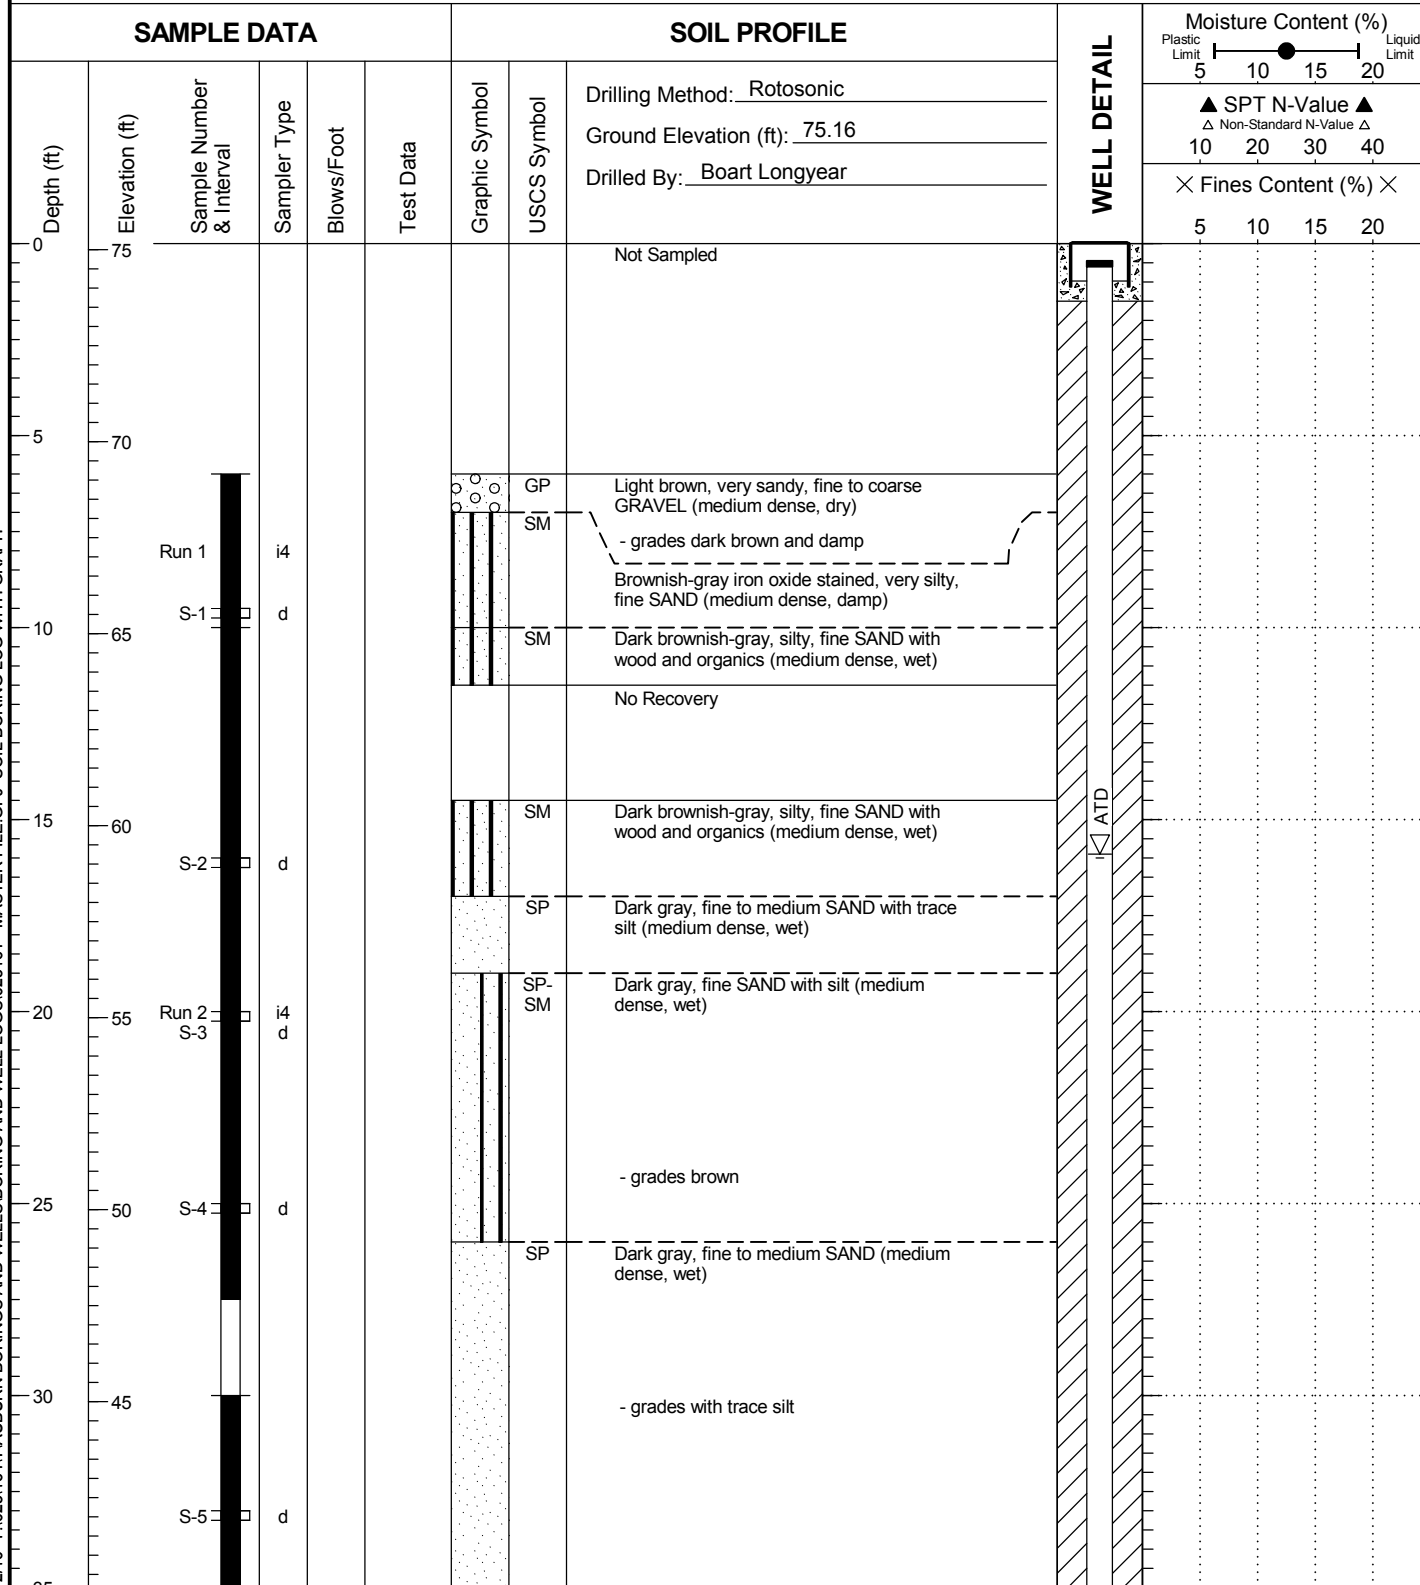 SAMPLE DATA
SOIL PROFILE
Depth (ft)
Elevation (ft)
Sample Number
& Interval
Sampler Type
Blows/Foot
Test Data
Graphic Symbol
USCS Symbol
Drilling Method: Rotosonic
Ground Elevation (ft): 75.16
Drilled By: Boart Longyear
WELL DETAIL
Moisture Content (%)
Plastic
Limit
Liquid
Limit
5 10 15 20
▲ SPT N-Value ▲
△ Non-Standard N-Value △
10 20 30 40
× Fines Content (%) ×
5 10 15 20
0
75
Not Sampled
5
70
GP
Light brown, very sandy, fine to coarse
GRAVEL (medium dense, dry)
SM
- grades dark brown and damp
Run 1 i4
Brownish-gray iron oxide stained, very silty,
fine SAND (medium dense, damp)
S-1 d
10
65
SM
Dark brownish-gray, silty, fine SAND with
wood and organics (medium dense, wet)
No Recovery
ATD
15
60
SM
Dark brownish-gray, silty, fine SAND with
wood and organics (medium dense, wet)
S-2 d
SP
Dark gray, fine to medium SAND with trace
silt (medium dense, wet)
SP-
SM
Dark gray, fine SAND with silt (medium
dense, wet)
20
55
Run 2 i4
S-3 d
- grades brown
25
50
S-4 d
SP
Dark gray, fine to medium SAND (medium
dense, wet)
30
45
- grades with trace silt
S-5 d